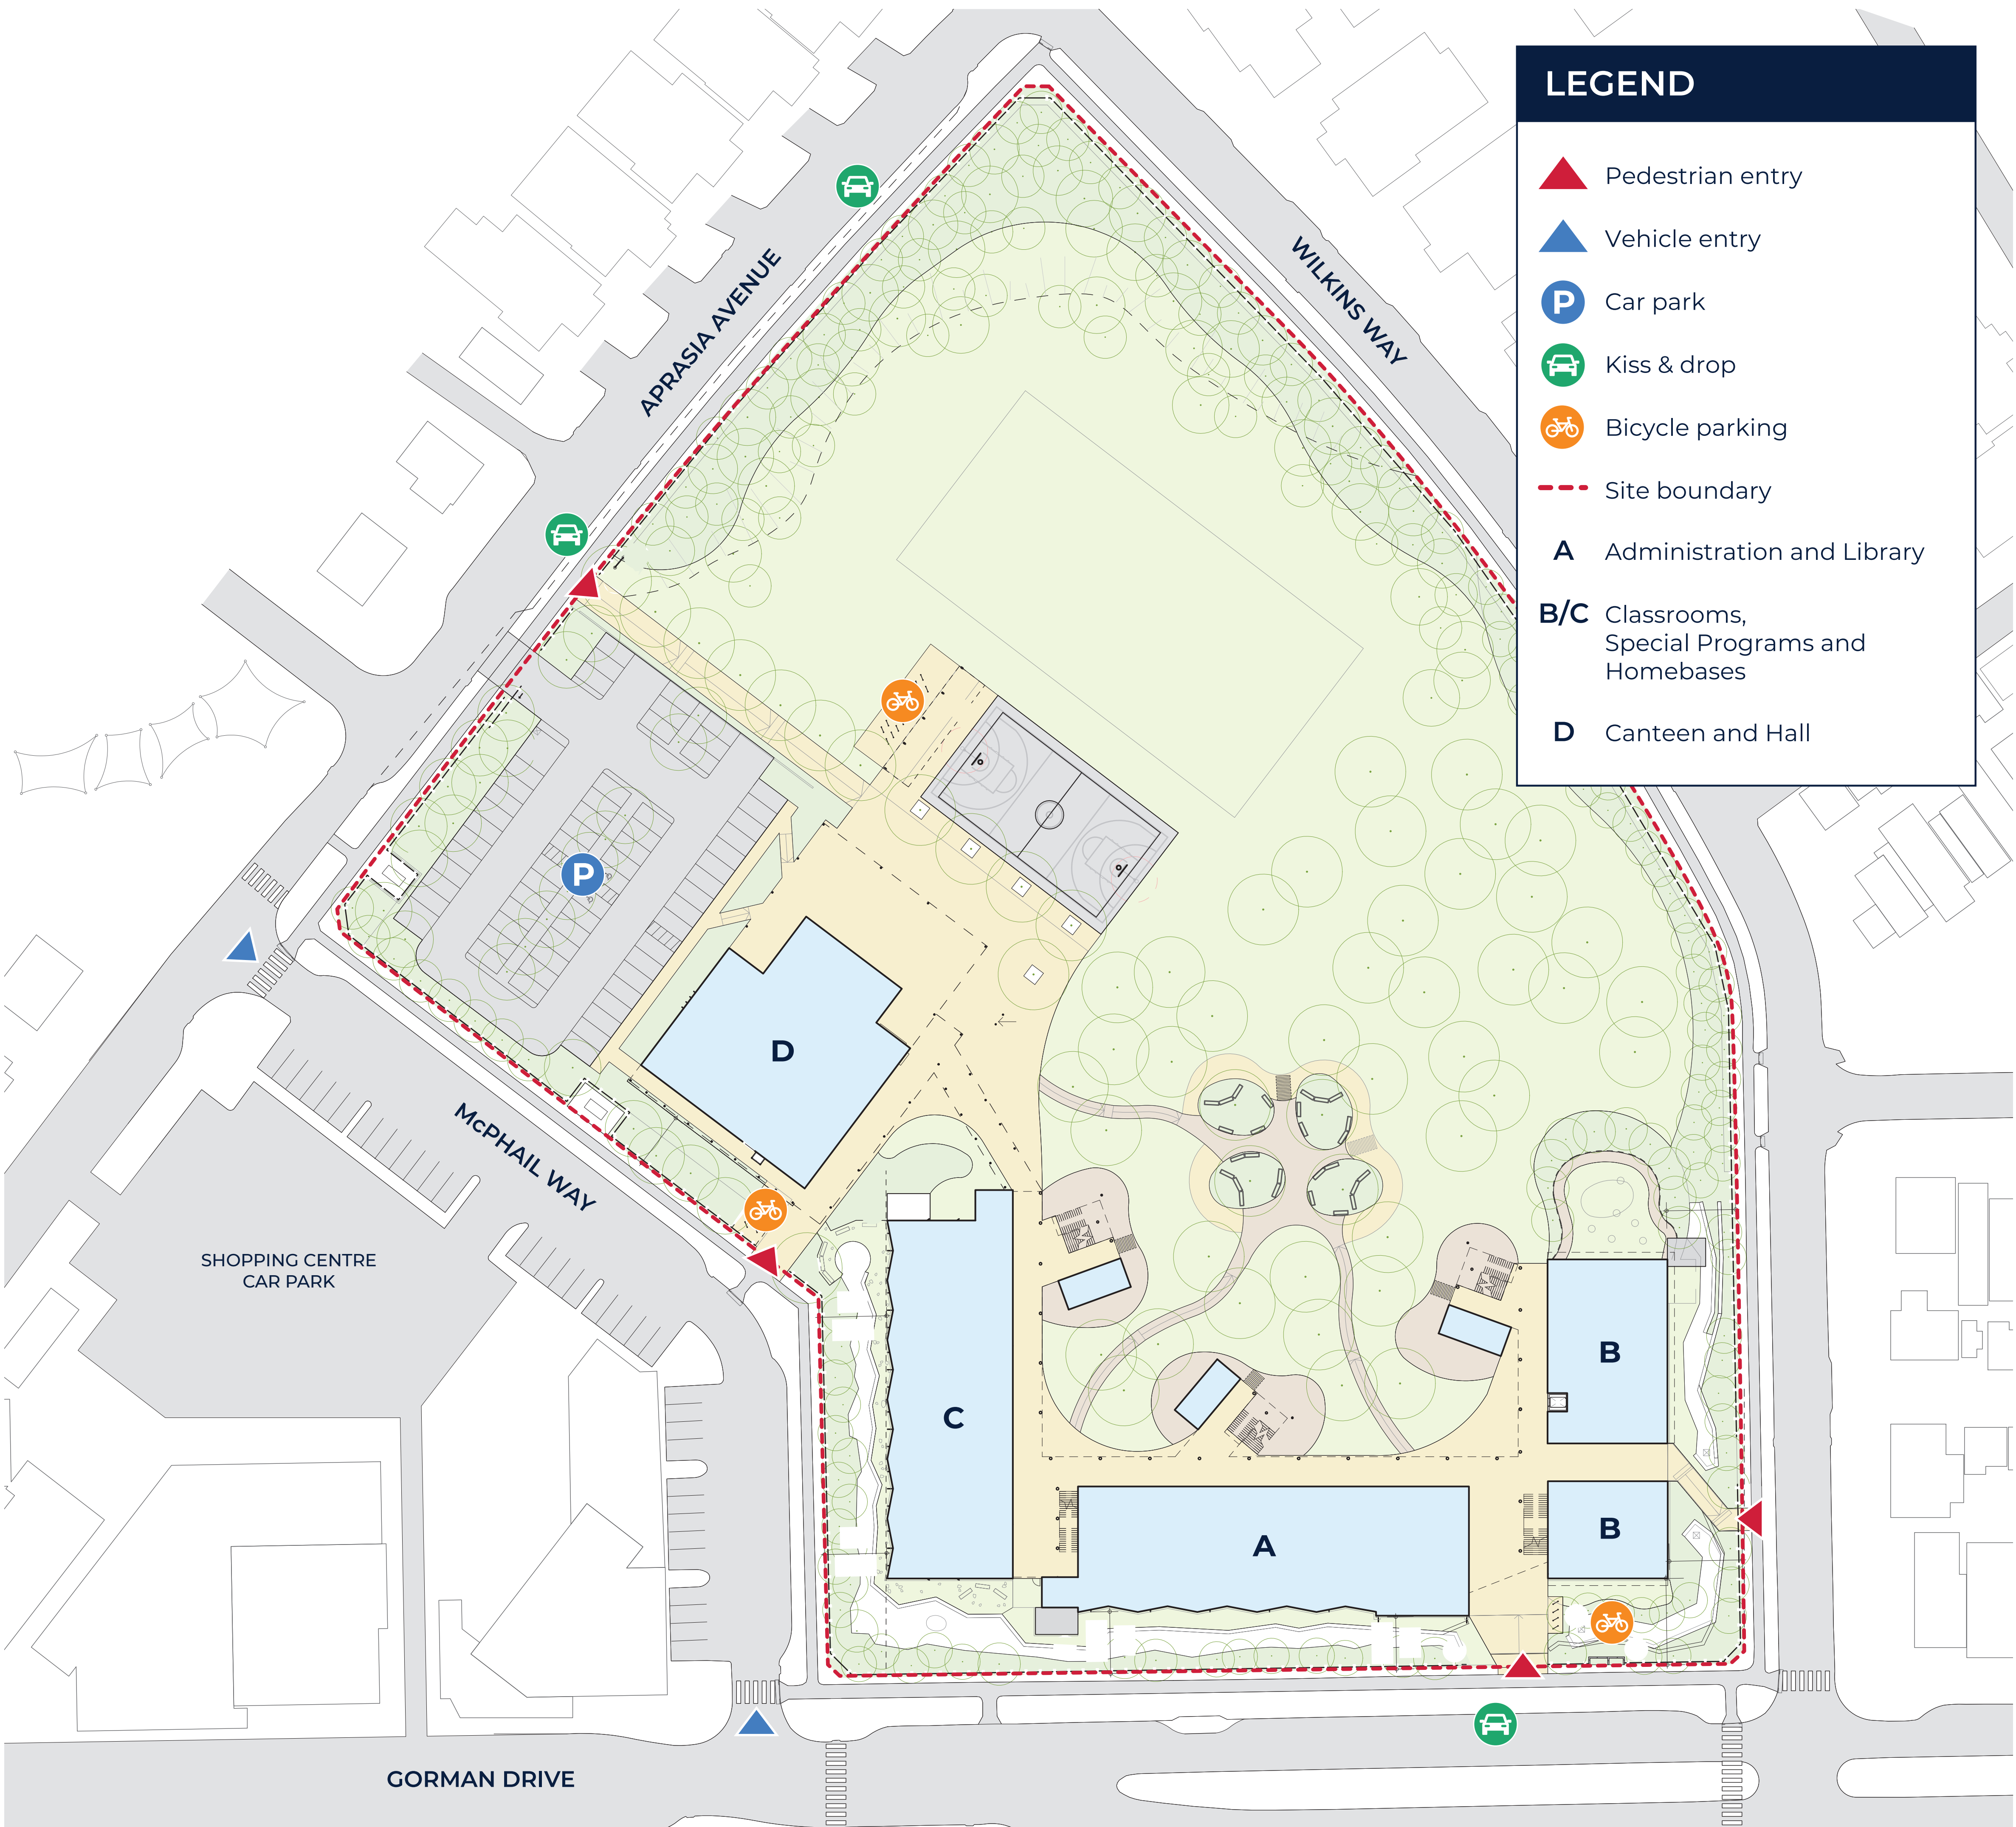 LEGEND
Pedestrian entry
Vehicle entry
P Car park
Kiss & drop
Bicycle parking
Site boundary
A Administration and Library
B/C Classrooms,
Special Programs and
Homebases
D Canteen and Hall
APRASIA AVENUE
WILKINS WAY
P
D
McPHAIL WAY
SHOPPING CENTRE
CAR PARK
B
C
B
A
GORMAN DRIVE